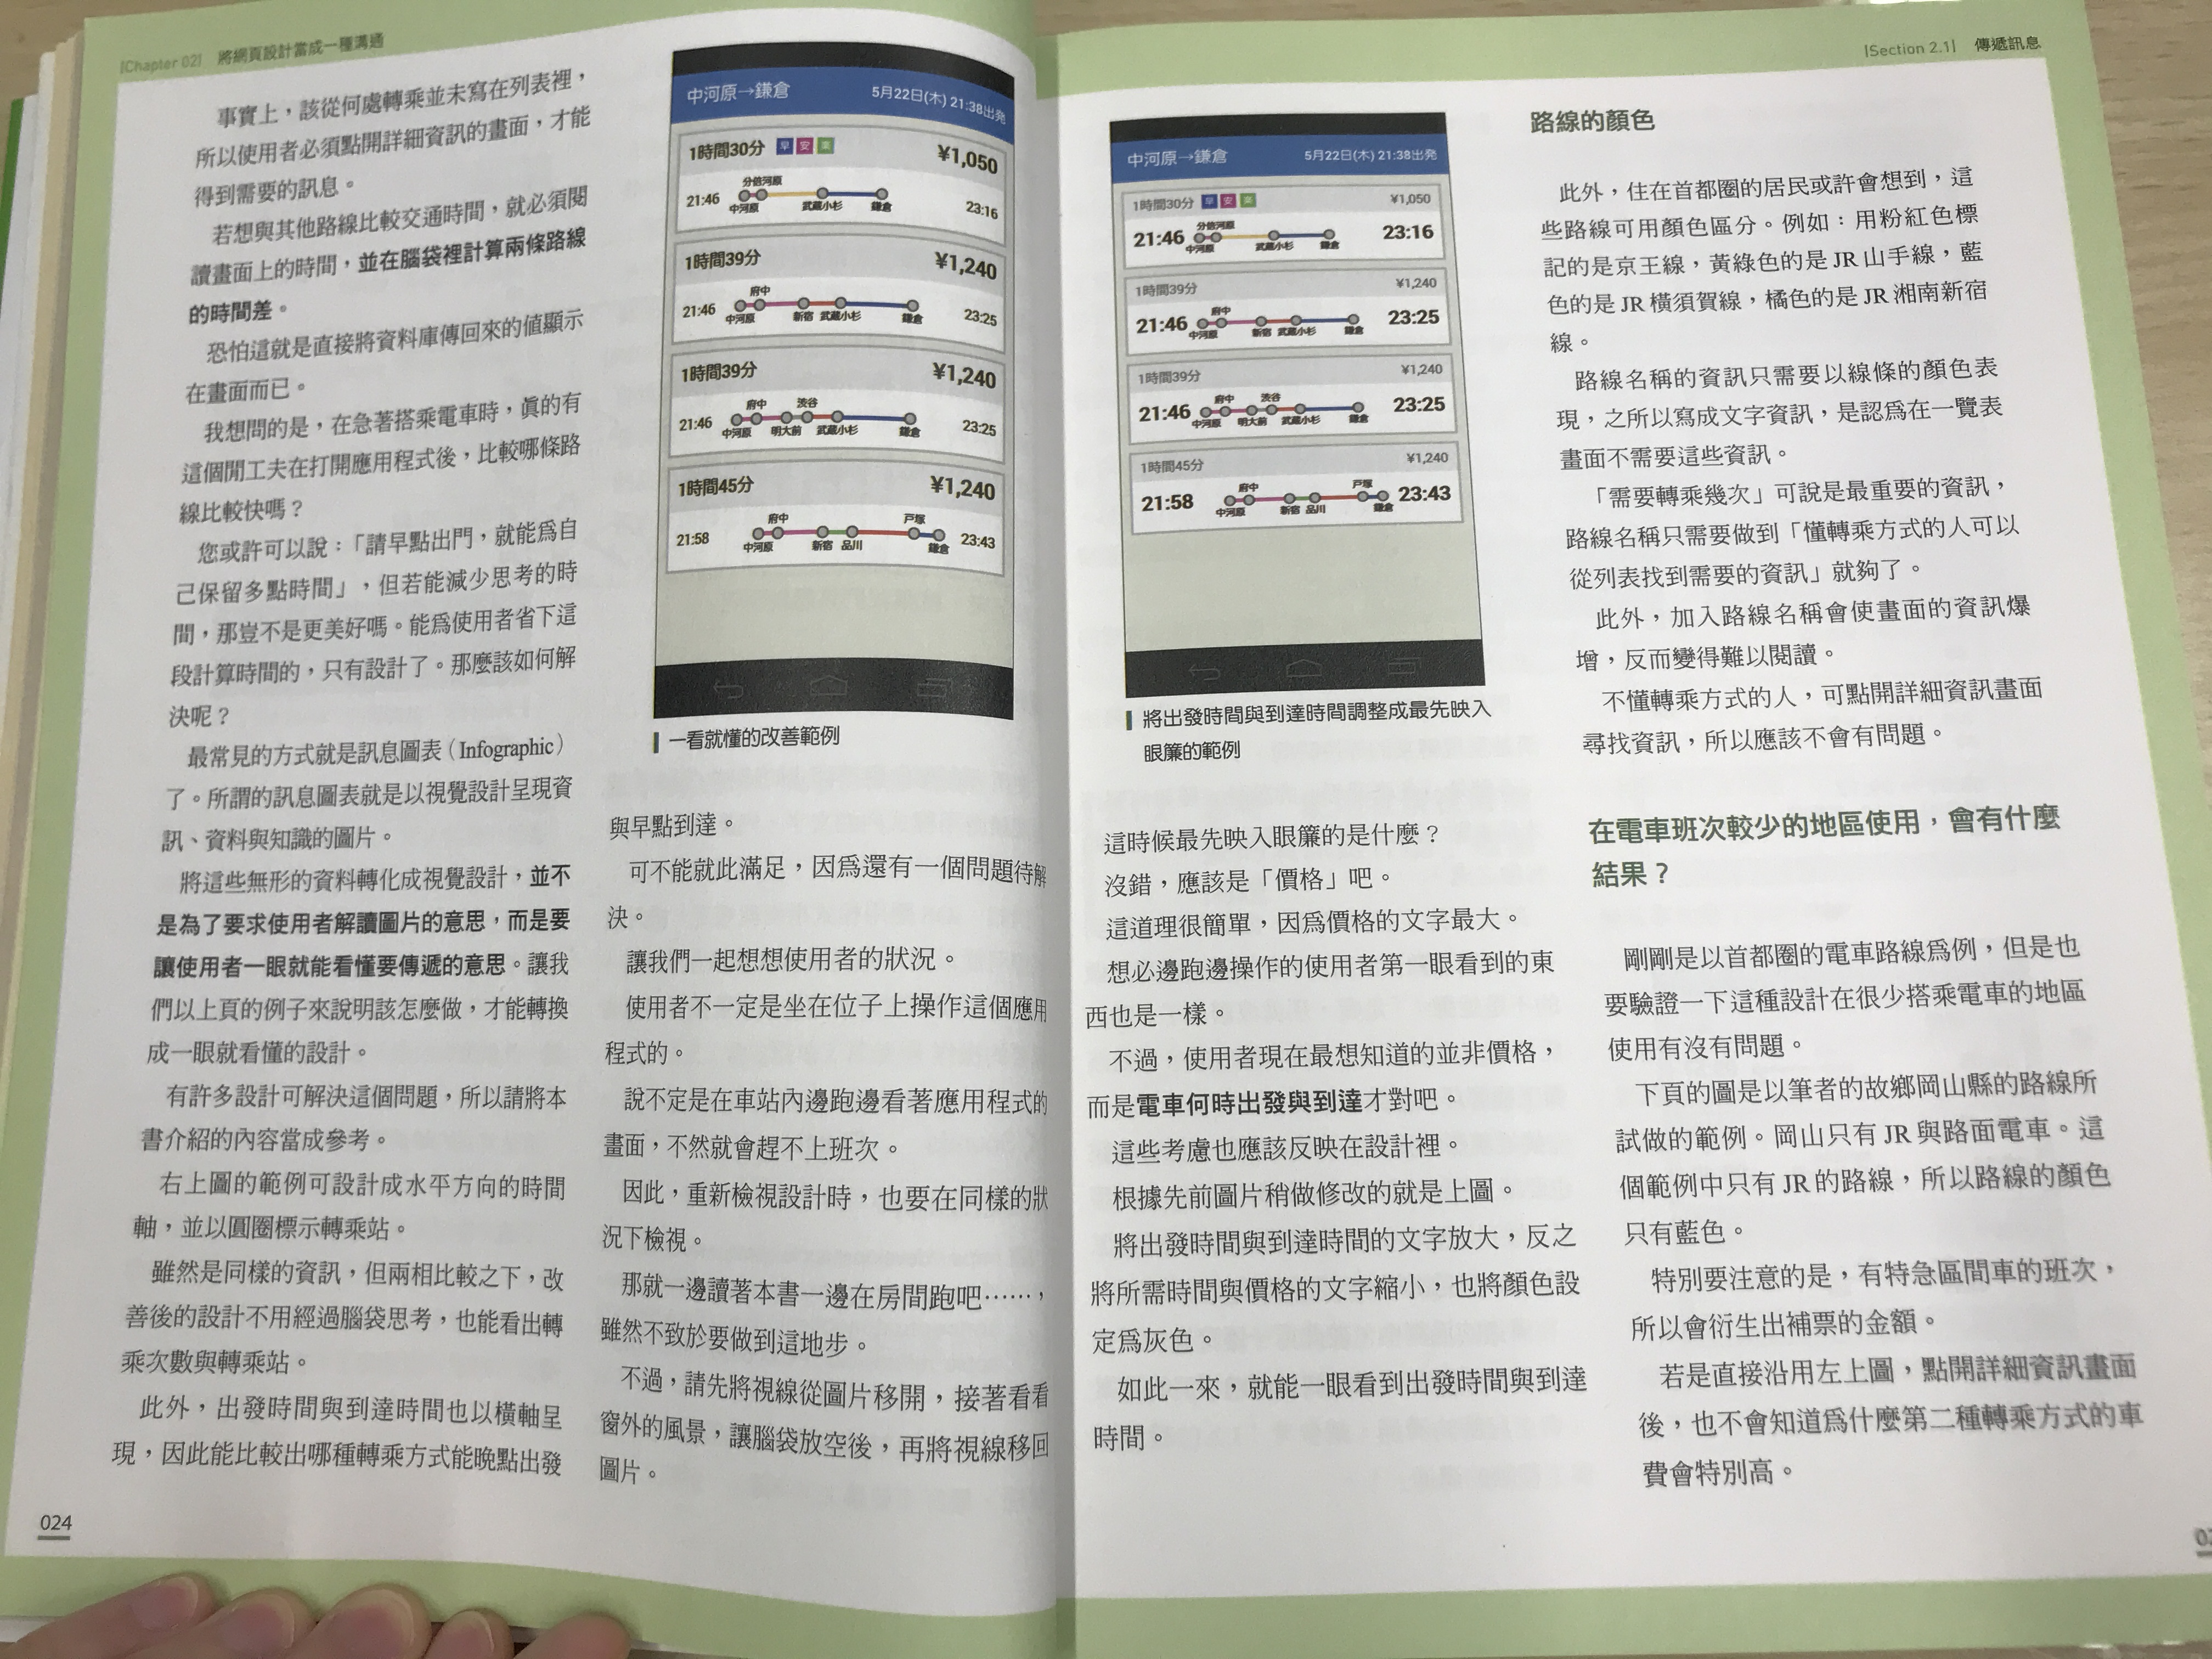 |Chapter 02| 將網頁設計當成一種溝通
事實上，該從何處轉乘並未寫在列表裡，
所以使用者必須點開詳細資訊的畫面，才能
得到需要的訊息。
若想與其他路線比較交通時間，就必須閱
讀畫面上的時間，並在腦袋裡計算兩條路線
的時間差。
恐怕這就是直接將資料庫傳回來的值顯示
在畫面而已。
我想問的是，在急著搭乘電車時，真的有
這個閒工夫在打開應用程式後，比較哪條路
線比較快嗎？
您或許可以說：「請早點出門，就能為自
己保留多點時間」，但若能減少思考的時
間，那豈不是更美好嗎。能為使用者省下這
段計算時間的，只有設計了。那麼該如何解
決呢？
最常見的方式就是訊息圖表（Infographic）
了。所謂的訊息圖表就是以視覺設計呈現資
訊、資料與知識的圖片。
將這些無形的資料轉化成視覺設計，並不
是為了要求使用者解讀圖片的意思，而是要
讓使用者一眼就能看懂要傳遞的意思。讓我
們以上頁的例子來說明該怎麼做，才能轉換
成一眼就看懂的設計。
有許多設計可解決這個問題，所以請將本
書介紹的內容當成參考。
右上圖的範例可設計成水平方向的時間
軸，並以圓圈標示轉乘站。
雖然是同樣的資訊，但兩相比較之下，改
善後的設計不用經過腦袋思考，也能看出轉
乘次數與轉乘站。
此外，出發時間與到達時間也以橫軸呈
現，因此能比較出哪種轉乘方式能晚點出發
024
中河原→鎌倉 5月22日(木) 21:38出発
1時間30分 早 安 楽 ¥1,050
分倍河原
21:46 中河原 武蔵小杉 鎌倉 23:16
1時間39分 ¥1,240
府中
21:46 中河原 新宿 武蔵小杉 鎌倉 23:25
1時間39分 ¥1,240
府中 渋谷
21:46 中河原 明大前 武蔵小杉 鎌倉 23:25
1時間45分 ¥1,240
府中 戸塚
21:58 中河原 新宿 品川 鎌倉 23:43
一看就懂的改善範例
與早點到達。
可不能就此滿足，因為還有一個問題待解
決。
讓我們一起想想使用者的狀況。
使用者不一定是坐在位子上操作這個應用
程式的。
說不定是在車站內邊跑邊看著應用程式的
畫面，不然就會趕不上班次。
因此，重新檢視設計時，也要在同樣的狀
況下檢視。
那就一邊讀著本書一邊在房間跑吧……，
雖然不致於要做到這地步。
不過，請先將視線從圖片移開，接著看看
窗外的風景，讓腦袋放空後，再將視線移回
圖片。
|Section 2.1| 傳遞訊息
中河原→鎌倉 5月22日(木) 21:38出発
1時間30分 早 安 楽 ¥1,050
分倍河原
21:46 中河原 武蔵小杉 鎌倉 23:16
1時間39分 ¥1,240
府中
21:46 中河原 新宿 武蔵小杉 鎌倉 23:25
1時間39分 ¥1,240
府中 渋谷
21:46 中河原 明大前 武蔵小杉 鎌倉 23:25
1時間45分 ¥1,240
府中 戸塚
21:58 中河原 新宿 品川 鎌倉 23:43
將出發時間與到達時間調整成最先映入
眼簾的範例
這時候最先映入眼簾的是什麼？
沒錯，應該是「價格」吧。
這道理很簡單，因為價格的文字最大。
想必邊跑邊操作的使用者第一眼看到的東
西也是一樣。
不過，使用者現在最想知道的並非價格，
而是電車何時出發與到達才對吧。
這些考慮也應該反映在設計裡。
根據先前圖片稍做修改的就是上圖。
將出發時間與到達時間的文字放大，反之
將所需時間與價格的文字縮小，也將顏色設
定為灰色。
如此一來，就能一眼看到出發時間與到達
時間。
路線的顏色
此外，住在首都圈的居民或許會想到，這
些路線可用顏色區分。例如：用粉紅色標
記的是京王線，黃綠色的是 JR 山手線，藍
色的是 JR 橫須賀線，橘色的是 JR 湘南新宿
線。
路線名稱的資訊只需要以線條的顏色表
現，之所以寫成文字資訊，是認為在一覽表
畫面不需要這些資訊。
「需要轉乘幾次」可說是最重要的資訊，
路線名稱只需要做到「懂轉乘方式的人可以
從列表找到需要的資訊」就夠了。
此外，加入路線名稱會使畫面的資訊爆
增，反而變得難以閱讀。
不懂轉乘方式的人，可點開詳細資訊畫面
尋找資訊，所以應該不會有問題。
在電車班次較少的地區使用，會有什麼
結果？
剛剛是以首都圈的電車路線為例，但是也
要驗證一下這種設計在很少搭乘電車的地區
使用有沒有問題。
下頁的圖是以筆者的故鄉岡山縣的路線所
試做的範例。岡山只有 JR 與路面電車。這
個範例中只有 JR 的路線，所以路線的顏色
只有藍色。
特別要注意的是，有特急區間車的班次，
所以會衍生出補票的金額。
若是直接沿用左上圖，點開詳細資訊畫面
後，也不會知道為什麼第二種轉乘方式的車
費會特別高。